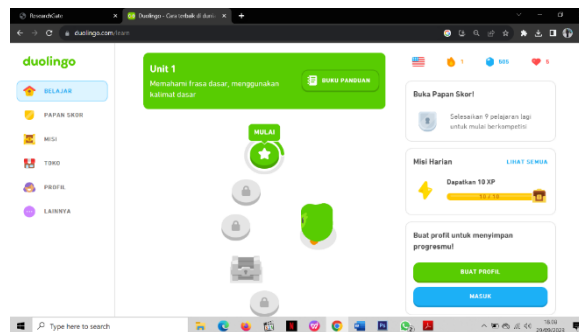 ResearchGate
Duolingo - Cara terbaik di dunia
duolingo.com/learn
duolingo
BELAJAR
PAPAN SKOR
MISI
TOKO
PROFIL
LAINNYA
Unit 1
Memahami frasa dasar, menggunakan
kalimat dasar
BUKU PANDUAN
MULAI
1
Buka Papan Skor!
Selesaikan 9 pelajaran lagi
untuk mulai berkompetisi
Misi Harian
LIHAT SEMUA
Dapatkan 10 XP
10 / 10
Buat profil untuk menyimpan
progresmu!
BUAT PROFIL
MASUK
Type here to search